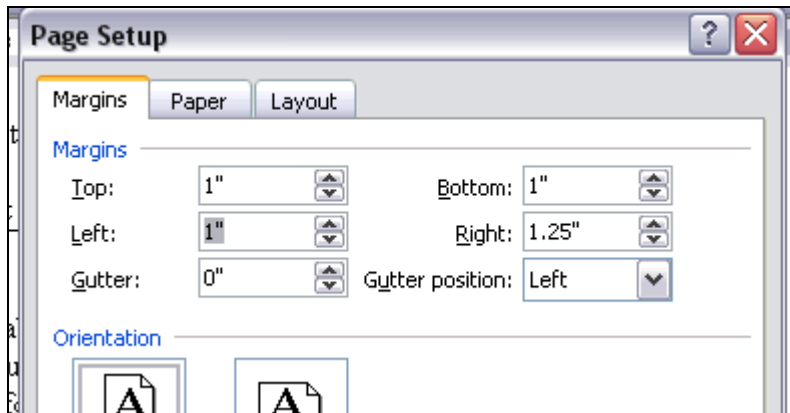 Page Setup
Margins Paper Layout
Margins
Top: 1" Bottom: 1"
Left: 1" Right: 1.25"
Gutter: 0" Gutter position: Left
Orientation
A A